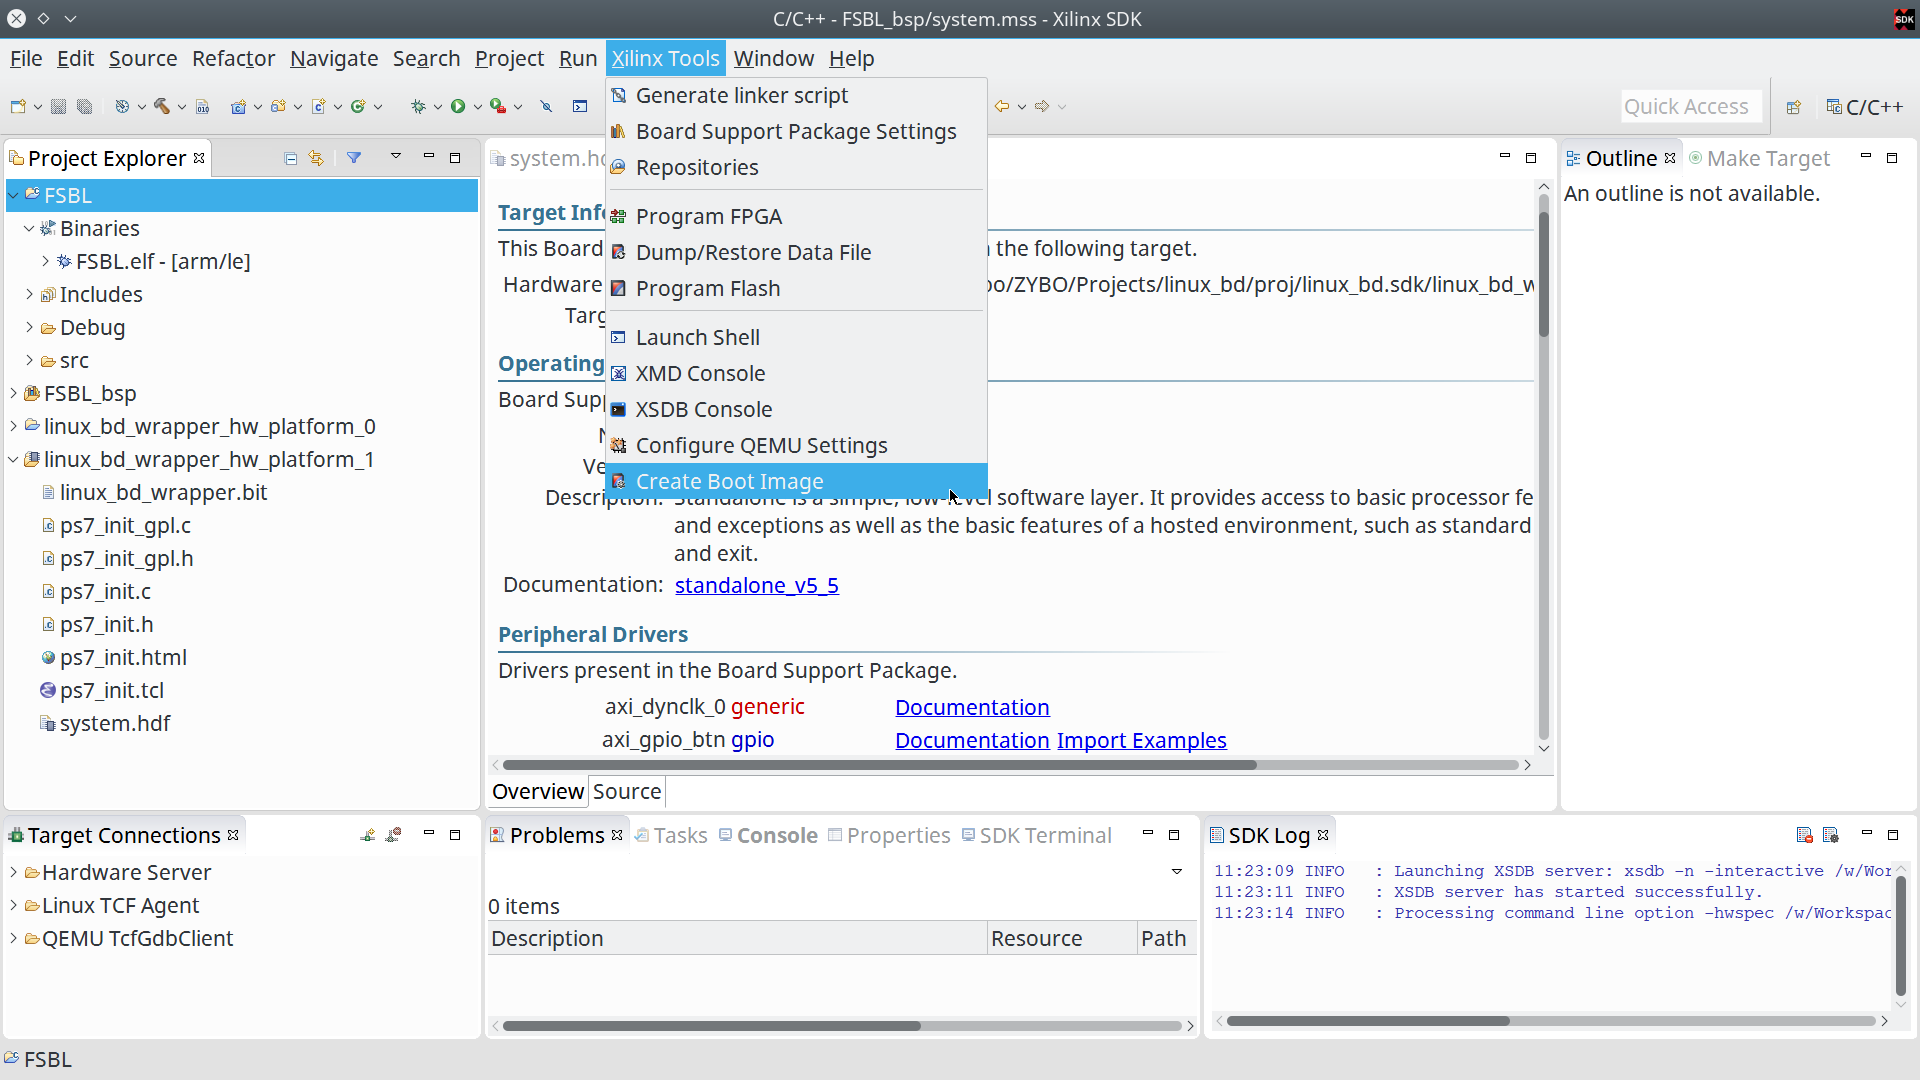 C/C++ - FSBL_bsp/system.mss - Xilinx SDK
SDK
File Edit Source Refactor Navigate Search Project Run Xilinx Tools Window Help
Quick Access
C/C++
Generate linker script
Board Support Package Settings
Repositories
Program FPGA
Dump/Restore Data File
Program Flash
Launch Shell
XMD Console
XSDB Console
Configure QEMU Settings
Create Boot Image
Project Explorer
FSBL
Binaries
FSBL.elf - [arm/le]
Includes
Debug
src
FSBL_bsp
linux_bd_wrapper_hw_platform_0
linux_bd_wrapper_hw_platform_1
linux_bd_wrapper.bit
ps7_init_gpl.c
ps7_init_gpl.h
ps7_init.c
ps7_init.h
ps7_init.html
ps7_init.tcl
system.hdf
system.hd
Target Inf
This Board the following target.
Hardware oo/ZYBO/Projects/linux_bd/proj/linux_bd.sdk/linux_bd_w
Targ
Operating
Board Sup
N
Ve
Description: Standalone is a simple, low-level software layer. It provides access to basic processor fe
and exceptions as well as the basic features of a hosted environment, such as standard
and exit.
Documentation: standalone_v5_5
Peripheral Drivers
Drivers present in the Board Support Package.
axi_dynclk_0 generic Documentation
axi_gpio_btn gpio Documentation Import Examples
Overview Source
Outline Make Target
An outline is not available.
Target Connections
Hardware Server
Linux TCF Agent
QEMU TcfGdbClient
Problems Tasks Console Properties SDK Terminal
0 items
Description Resource Path
SDK Log
11:23:09 INFO : Launching XSDB server: xsdb -n -interactive /w/Wor
11:23:11 INFO : XSDB server has started successfully.
11:23:14 INFO : Processing command line option -hwspec /w/Workspac
FSBL